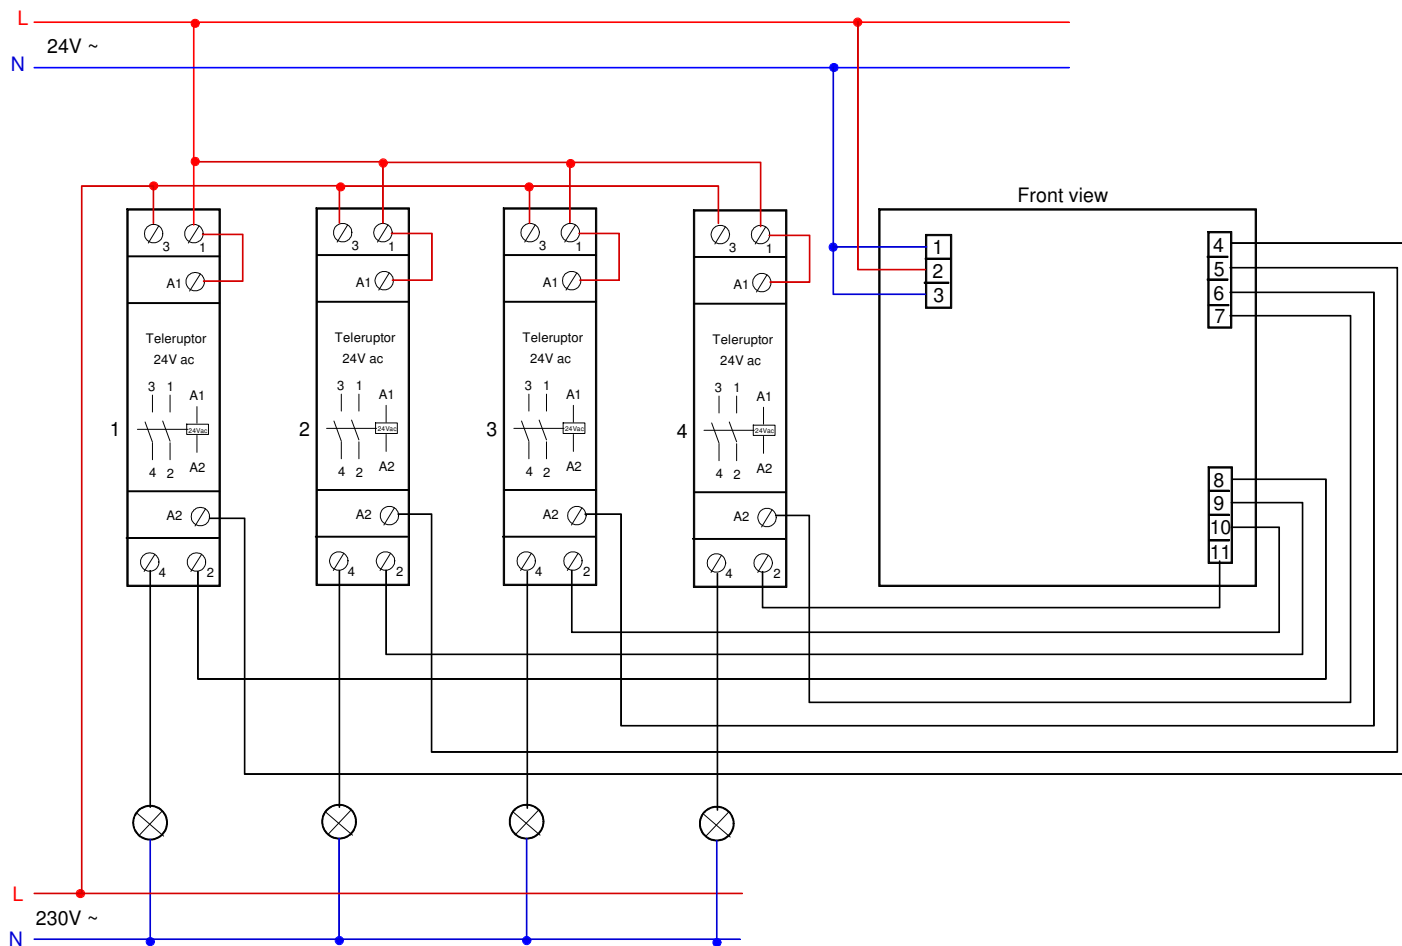 L
24V ~
N
Front view
3 1
3 1
3 1
3 1
A1
A1
A1
A1
1
2
3
4
5
6
7
Teleruptor
24V ac
3 1
A1
24Vac
4 2
A2
1
Teleruptor
24V ac
3 1
A1
24Vac
4 2
A2
2
Teleruptor
24V ac
3 1
A1
24Vac
4 2
A2
3
Teleruptor
24V ac
3 1
A1
24Vac
4 2
A2
4
8
9
10
11
A2
A2
A2
A2
4 2
4 2
4 2
4 2
L
230V ~
N